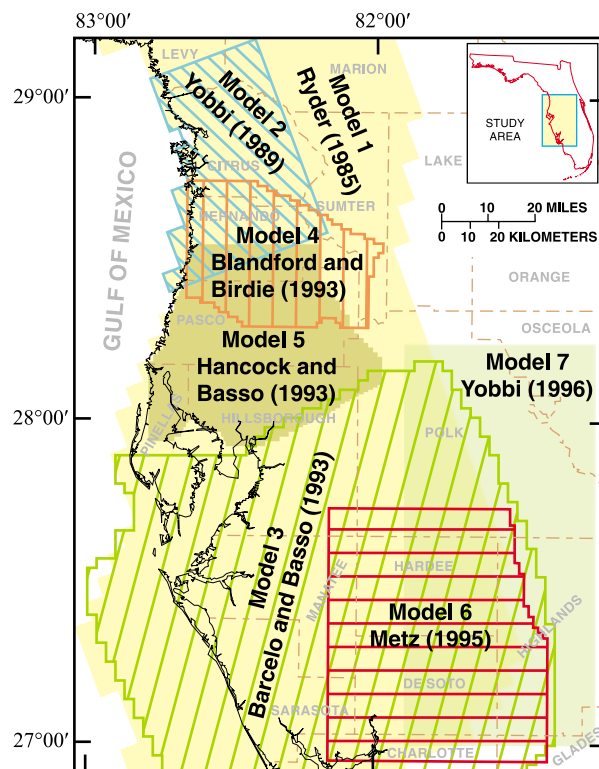 83°00′
82°00′
LEVY
MARION
29°00′
Model 2
Yobbi (1989)
Model 1
Ryder (1985)
STUDY
AREA
LAKE
CITRUS
SUMTER
HERNANDO
0 10 20 MILES
0 10 20 KILOMETERS
GULF OF MEXICO
Model 4
Blandford and
Birdie (1993)
ORANGE
PASCO
OSCEOLA
Model 5
Hancock and
Basso (1993)
Model 7
Yobbi (1996)
28°00′
PINELLAS
HILLSBOROUGH
POLK
Model 3
Barcelo and Basso (1993)
HARDEE
MANATEE
Model 6
Metz (1995)
HIGHLANDS
DE SOTO
SARASOTA
27°00′
CHARLOTTE
GLADES